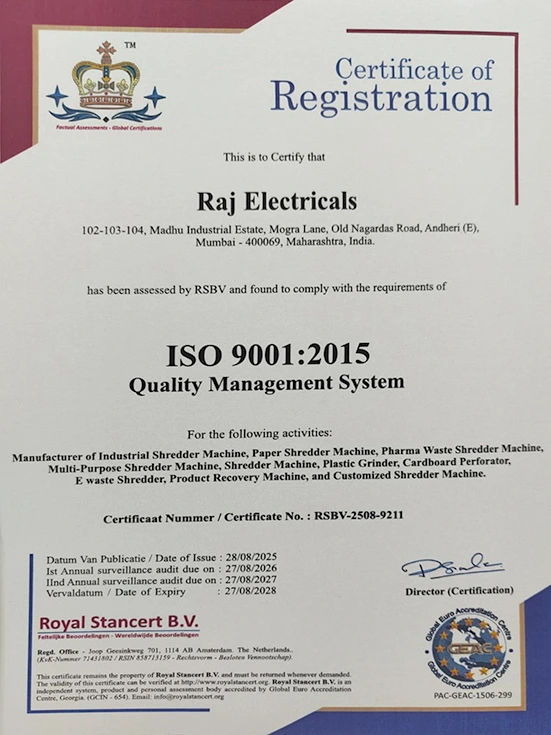 TM
Factual Assessments - Global Certifications
Certificate of
Registration
This is to Certify that
Raj Electricals
102-103-104, Madhu Industrial Estate, Mogra Lane, Old Nagardas Road, Andheri (E),
Mumbai - 400069, Maharashtra, India.
has been assessed by RSBV and found to comply with the requirements of
ISO 9001:2015
Quality Management System
For the following activities:
Manufacturer of Industrial Shredder Machine, Paper Shredder Machine, Pharma Waste Shredder Machine,
Multi-Purpose Shredder Machine, Shredder Machine, Plastic Grinder, Cardboard Perforator,
E waste Shredder, Product Recovery Machine, and Customized Shredder Machine.
Certificaat Nummer / Certificate No. : RSBV-2508-9211
Datum Van Publicatie / Date of Issue : 28/08/2025
Ist Annual surveillance audit due on : 27/08/2026
IInd Annual surveillance audit due on : 27/08/2027
Vervaldatum / Date of Expiry : 27/08/2028
Director (Certification)
Royal Stancert B.V.
Feitelijke Beoordelingen - Wereldwijde Beoordelingen
Regd. Office - Joop Geesinkweg 701, 1114 AB Amsterdam. The Netherlands.
(KvK-Nummer 71431802 / RSIN 858713159 - Rechtsvorm - Besloten Vennootschap).
This certificate remains the property of Royal Stancert B.V. and must be returned whenever demanded.
The validity of this certificate can be verified at http://www.royalstancert.org. Royal Stancert B.V. is an
independent system, product and personal assessment body accredited by Global Euro Accreditation
Centre, Georgia. (GCIN - 654). Email: info@royalstancert.org
Global Euro Accreditation Centre
GEAC
Global Euro Accreditation Centre
PAC-GEAC-1506-299